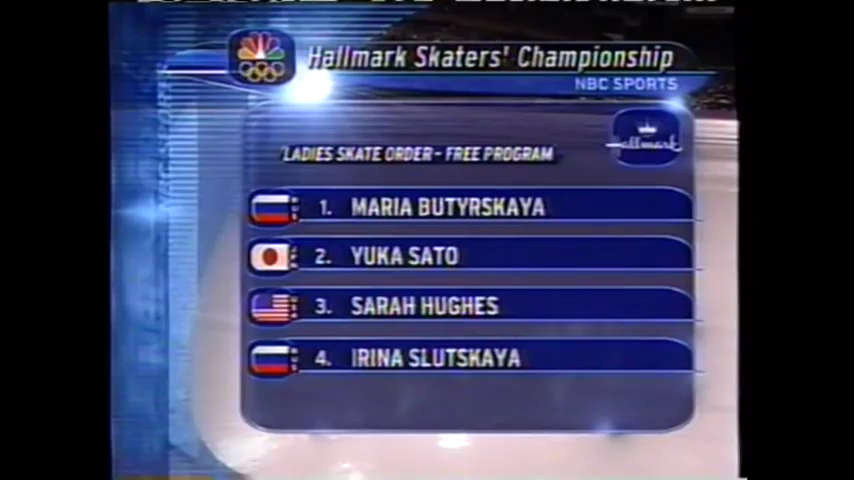 Hallmark Skaters' Championship
NBC SPORTS
Hallmark
LADIES SKATE ORDER - FREE PROGRAM
1. MARIA BUTYRSKAYA
2. YUKA SATO
3. SARAH HUGHES
4. IRINA SLUTSKAYA